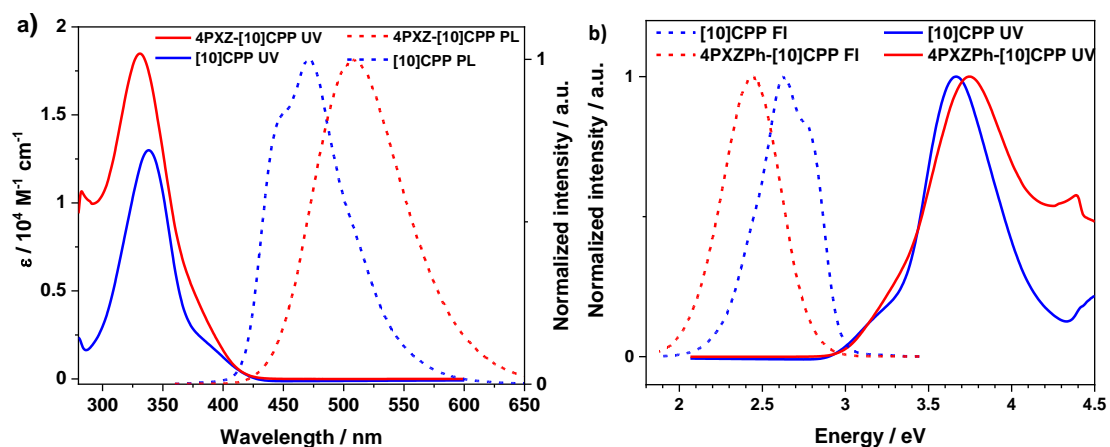 a)
4PXZ-[10]CPP UV
4PXZ-[10]CPP PL
[10]CPP UV
[10]CPP PL
2
1.5
1
0.5
0
ε / 10⁴ M⁻¹ cm⁻¹
300 350 400 450 500 550 600 650
Wavelength / nm
1
0
Normalized intensity / a.u.
b)
[10]CPP Fl
[10]CPP UV
4PXZPh-[10]CPP Fl
4PXZPh-[10]CPP UV
1
0
Normalized intensity / a.u.
2 2.5 3 3.5 4 4.5
Energy / eV